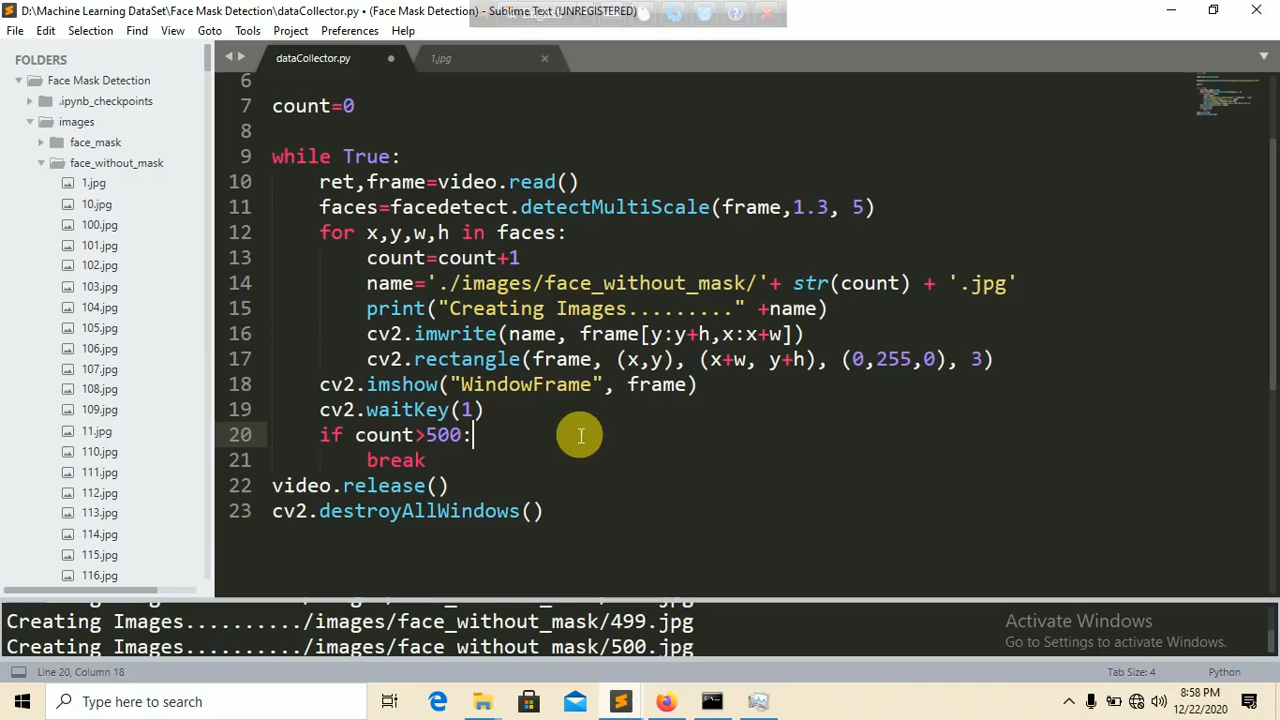 D:\Machine Learning DataSet\Face Mask Detection\dataCollector.py • (Face Mask Detection) - Sublime Text (UNREGISTERED)
File Edit Selection Find View Goto Tools Project Preferences Help
FOLDERS
Face Mask Detection
.ipynb_checkpoints
images
face_mask
face_without_mask
1.jpg
10.jpg
100.jpg
101.jpg
102.jpg
103.jpg
104.jpg
105.jpg
106.jpg
107.jpg
108.jpg
109.jpg
11.jpg
110.jpg
111.jpg
112.jpg
113.jpg
114.jpg
115.jpg
116.jpg
dataCollector.py
1.jpg
6
7 count=0
8
9 while True:
10 ret,frame=video.read()
11 faces=facedetect.detectMultiScale(frame,1.3, 5)
12 for x,y,w,h in faces:
13 count=count+1
14 name='./images/face_without_mask/'+ str(count) + '.jpg'
15 print("Creating Images........." +name)
16 cv2.imwrite(name, frame[y:y+h,x:x+w])
17 cv2.rectangle(frame, (x,y), (x+w, y+h), (0,255,0), 3)
18 cv2.imshow("WindowFrame", frame)
19 cv2.waitKey(1)
20 if count>500:
21 break
22 video.release()
23 cv2.destroyAllWindows()
Creating Images........../images/face_without_mask/499.jpg
Creating Images........../images/face_without_mask/500.jpg
Activate Windows
Go to Settings to activate Windows.
Line 20, Column 18
Tab Size: 4
Python
Type here to search
8:58 PM
12/22/2020